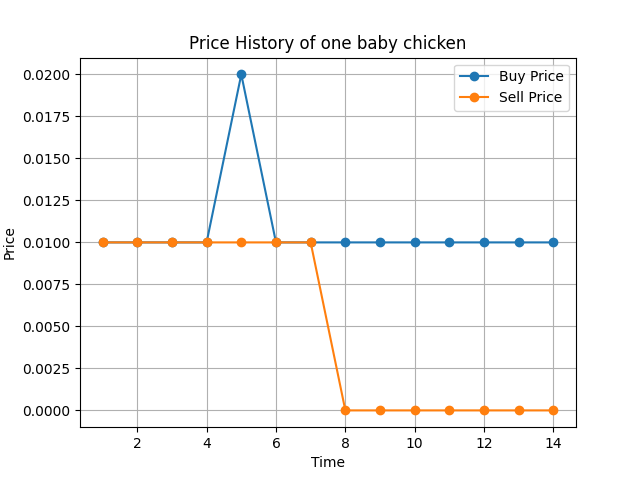 Price History of one baby chicken
Buy Price
Sell Price
0.0200
0.0175
0.0150
0.0125
0.0100
0.0075
0.0050
0.0025
0.0000
Price
2 4 6 8 10 12 14
Time